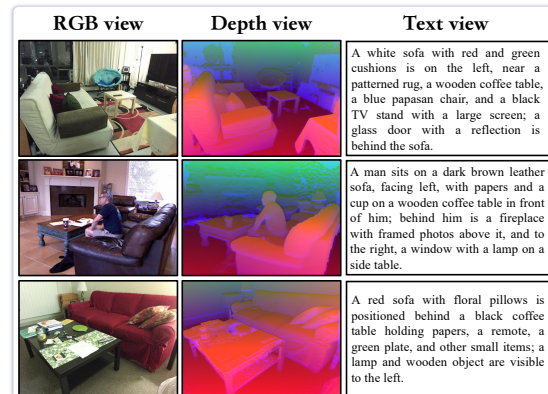 RGB view
Depth view
Text view
A white sofa with red and green
cushions is on the left, near a
patterned rug, a wooden coffee table,
a blue papasan chair, and a black
TV stand with a large screen; a
glass door with a reflection is
behind the sofa.
A man sits on a dark brown leather
sofa, facing left, with papers and a
cup on a wooden coffee table in front
of him; behind him is a fireplace
with framed photos above it, and to
the right, a window with a lamp on a
side table.
A red sofa with floral pillows is
positioned behind a black coffee
table holding papers, a remote, a
green plate, and other small items; a
lamp and wooden object are visible
to the left.